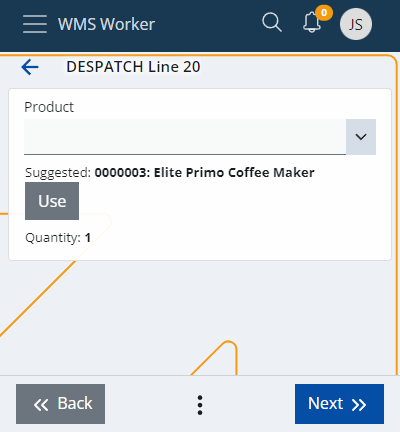 WMS Worker
0
JS
DESPATCH Line 20
Product
Suggested: 0000003: Elite Primo Coffee Maker
Use
Quantity: 1
Back
Next